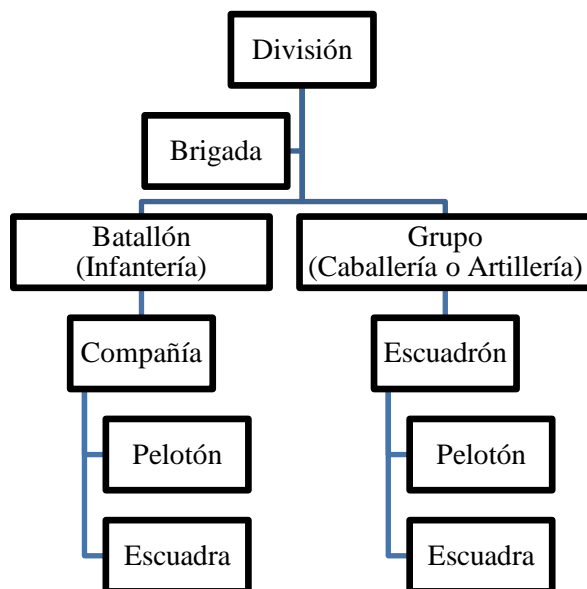 División
Brigada
Batallón
(Infantería)
Grupo
(Caballería o Artillería)
Compañía
Escuadrón
Pelotón
Pelotón
Escuadra
Escuadra